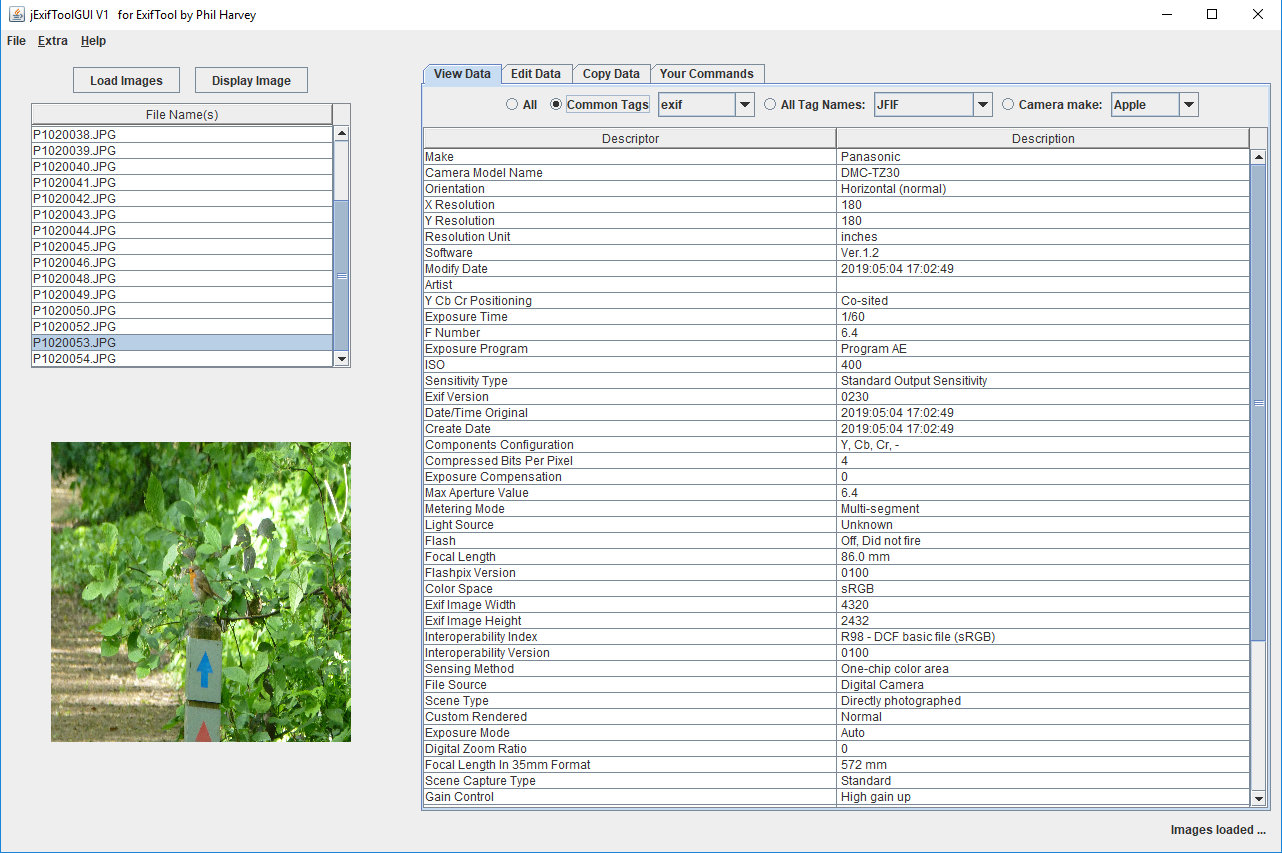 jExifToolGUI V1 for ExifTool by Phil Harvey
File Extra Help
Load Images Display Image
File Name(s)
P1020038.JPG
P1020039.JPG
P1020040.JPG
P1020041.JPG
P1020042.JPG
P1020043.JPG
P1020044.JPG
P1020045.JPG
P1020046.JPG
P1020048.JPG
P1020049.JPG
P1020050.JPG
P1020052.JPG
P1020053.JPG
P1020054.JPG
View Data Edit Data Copy Data Your Commands
All Common Tags exif All Tag Names: JFIF Camera make: Apple
Descriptor Description
Make Panasonic
Camera Model Name DMC-TZ30
Orientation Horizontal (normal)
X Resolution 180
Y Resolution 180
Resolution Unit inches
Software Ver.1.2
Modify Date 2019:05:04 17:02:49
Artist
Y Cb Cr Positioning Co-sited
Exposure Time 1/60
F Number 6.4
Exposure Program Program AE
ISO 400
Sensitivity Type Standard Output Sensitivity
Exif Version 0230
Date/Time Original 2019:05:04 17:02:49
Create Date 2019:05:04 17:02:49
Components Configuration Y, Cb, Cr, -
Compressed Bits Per Pixel 4
Exposure Compensation 0
Max Aperture Value 6.4
Metering Mode Multi-segment
Light Source Unknown
Flash Off, Did not fire
Focal Length 86.0 mm
Flashpix Version 0100
Color Space sRGB
Exif Image Width 4320
Exif Image Height 2432
Interoperability Index R98 - DCF basic file (sRGB)
Interoperability Version 0100
Sensing Method One-chip color area
File Source Digital Camera
Scene Type Directly photographed
Custom Rendered Normal
Exposure Mode Auto
Digital Zoom Ratio 0
Focal Length In 35mm Format 572 mm
Scene Capture Type Standard
Gain Control High gain up
Images loaded ...